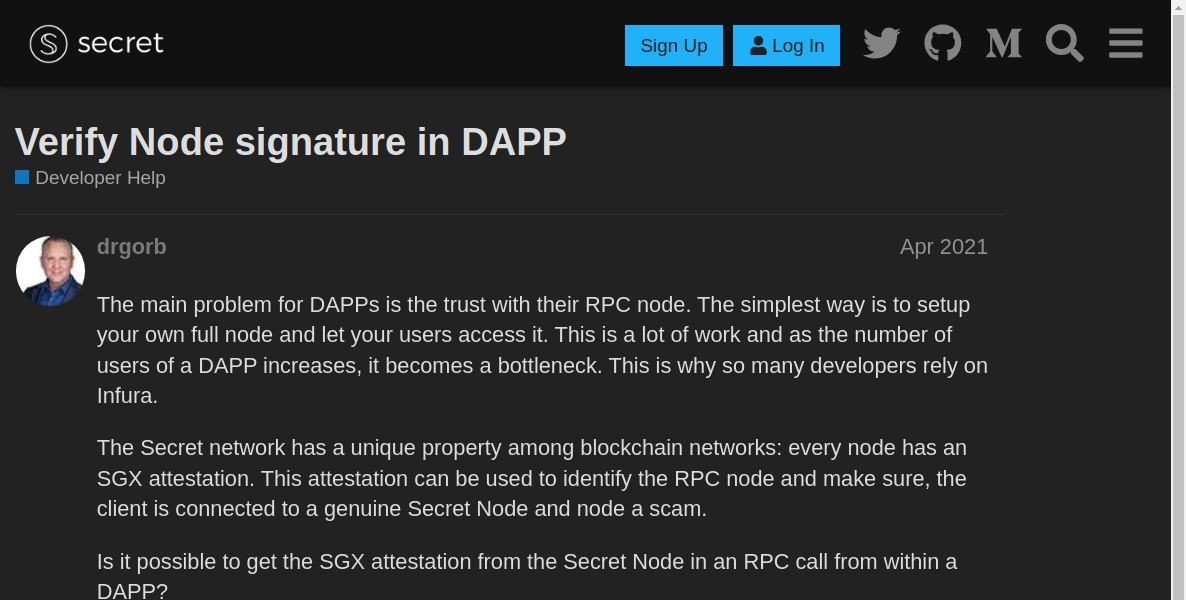 secret
Sign Up
Log In
Verify Node signature in DAPP
Developer Help
drgorb
Apr 2021
The main problem for DAPPs is the trust with their RPC node. The simplest way is to setup
your own full node and let your users access it. This is a lot of work and as the number of
users of a DAPP increases, it becomes a bottleneck. This is why so many developers rely on
Infura.
The Secret network has a unique property among blockchain networks: every node has an
SGX attestation. This attestation can be used to identify the RPC node and make sure, the
client is connected to a genuine Secret Node and node a scam.
Is it possible to get the SGX attestation from the Secret Node in an RPC call from within a
DAPP?